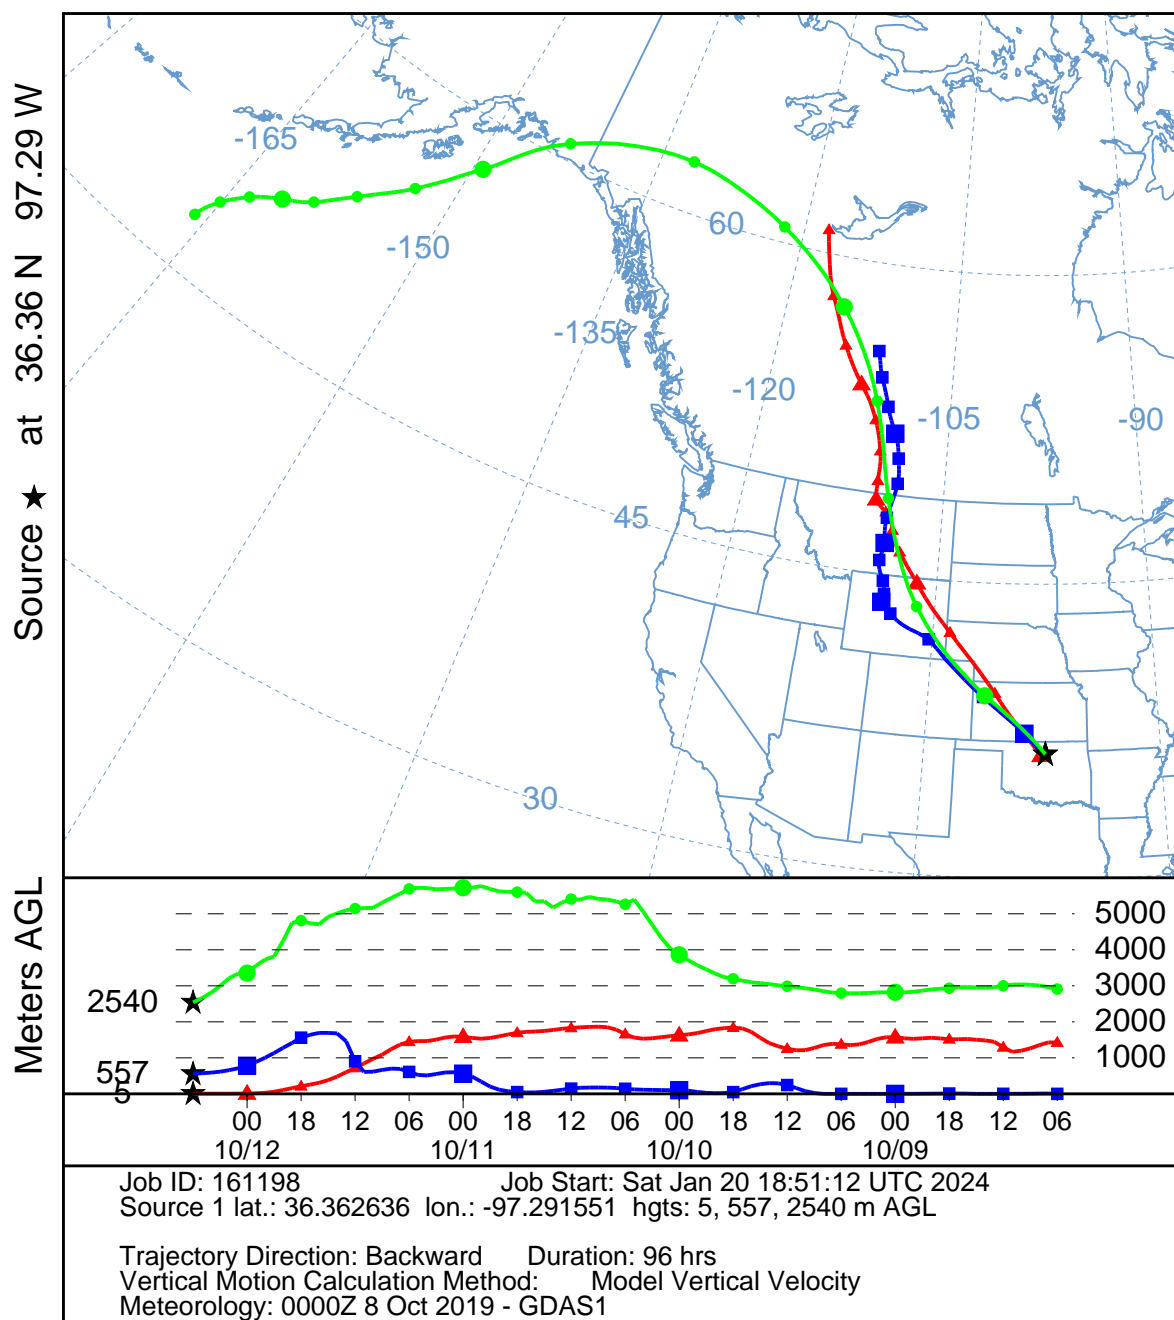 Source ★ at 36.36 N 97.29 W
-165
-150
60
-135
-120
-105
-90
45
30
Meters AGL
5000
4000
3000
2540
2000
1000
557
5
00 18 12 06 00 18 12 06 00 18 12 06 00 18 12 06
10/12 10/11 10/10 10/09
Job ID: 161198 Job Start: Sat Jan 20 18:51:12 UTC 2024
Source 1 lat.: 36.362636 lon.: -97.291551 hgts: 5, 557, 2540 m AGL
Trajectory Direction: Backward Duration: 96 hrs
Vertical Motion Calculation Method: Model Vertical Velocity
Meteorology: 0000Z 8 Oct 2019 - GDAS1